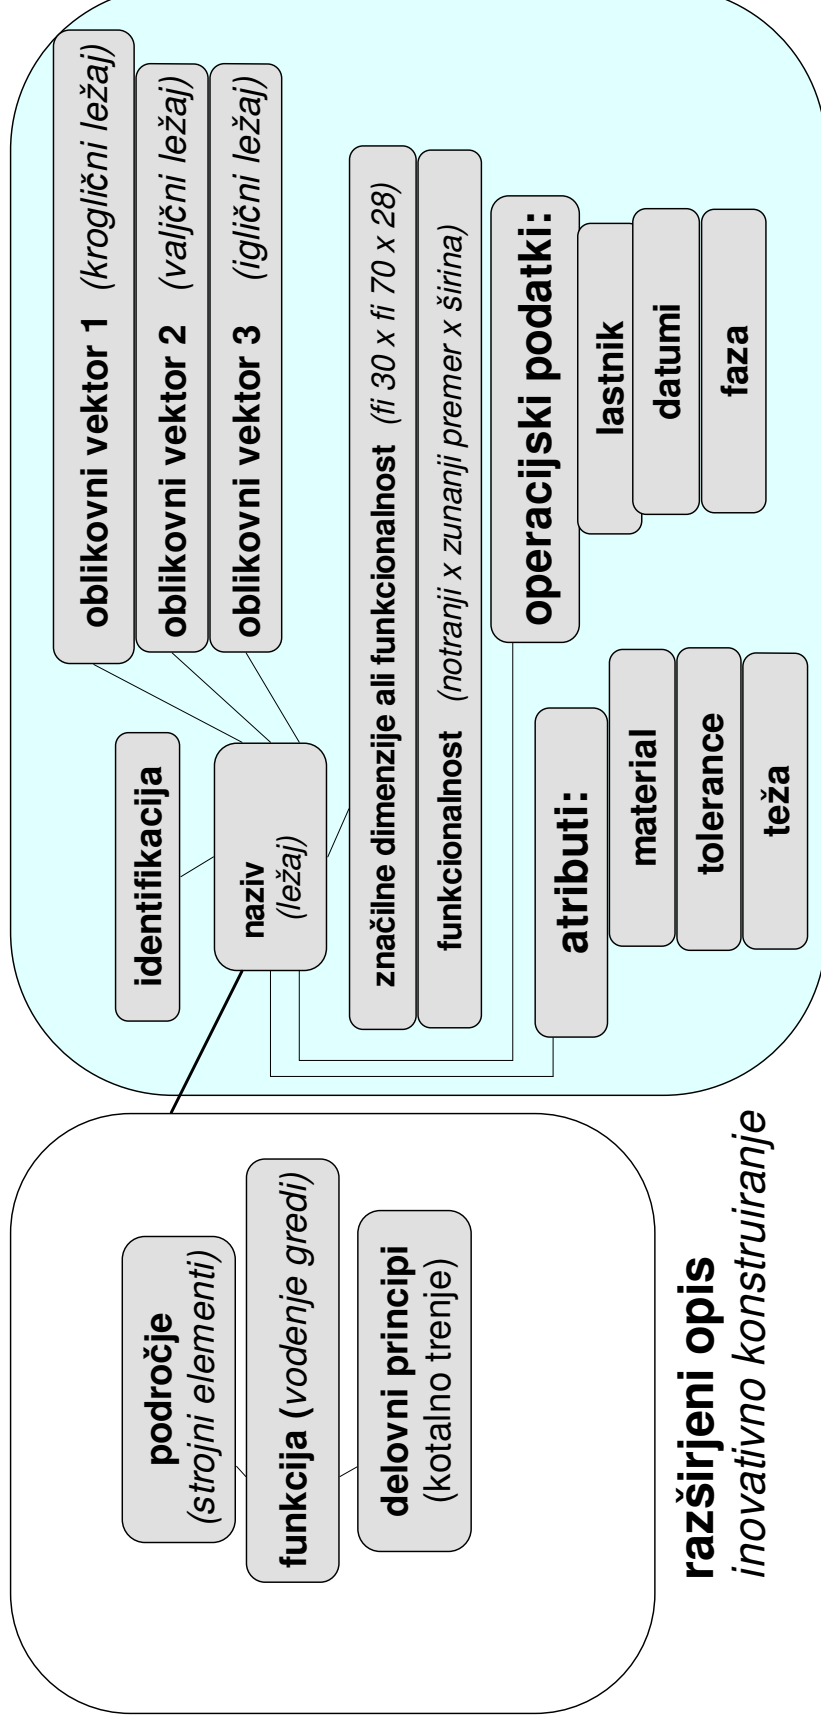 področje
(strojni elementi)
funkcija (vodenje gredi)
delovni principi
(kotalno trenje)
razširjeni opis
inovativno konstruiranje
identifikacija
naziv
(ležaj)
oblikovni vektor 1 (kroglični ležaj)
oblikovni vektor 2 (valjčni ležaj)
oblikovni vektor 3 (iglični ležaj)
značilne dimenzije ali funkcionalnost (fi 30 x fi 70 x 28)
funkcionalnost (notranji x zunanji premer x širina)
atributi:
material
tolerance
teža
operacijski podatki:
lastnik
datumi
faza